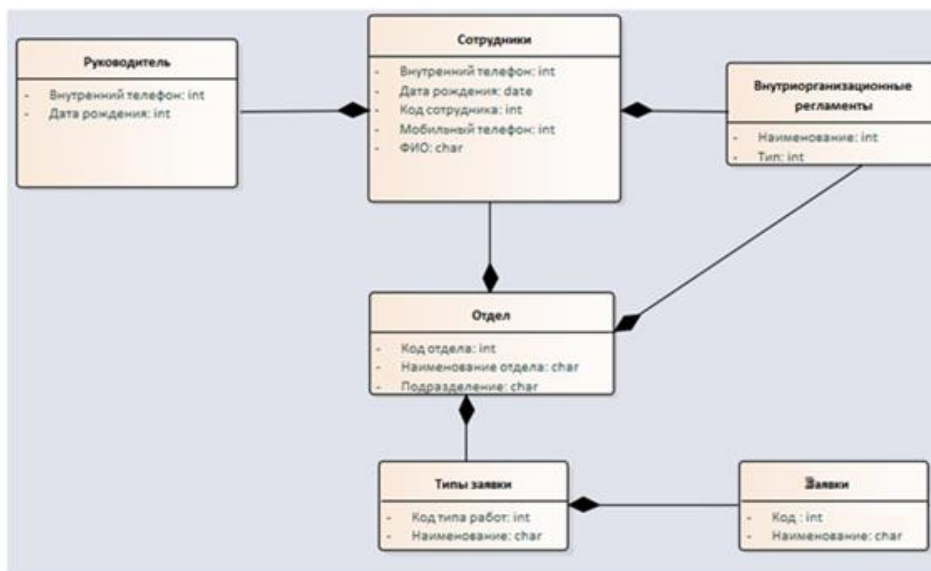 Руководитель
- Внутренний телефон: int
- Дата рождения: int
Сотрудники
- Внутренний телефон: int
- Дата рождения: date
- Код сотрудника: int
- Мобильный телефон: int
- ФИО: char
Внутриорганизационные
регламенты
- Наименование: int
- Тип: int
Отдел
- Код отдела: int
- Наименование отдела: char
- Подразделение: char
Типы заявки
- Код типа работ: int
- Наименование: char
Заявки
- Код : int
- Наименование: char